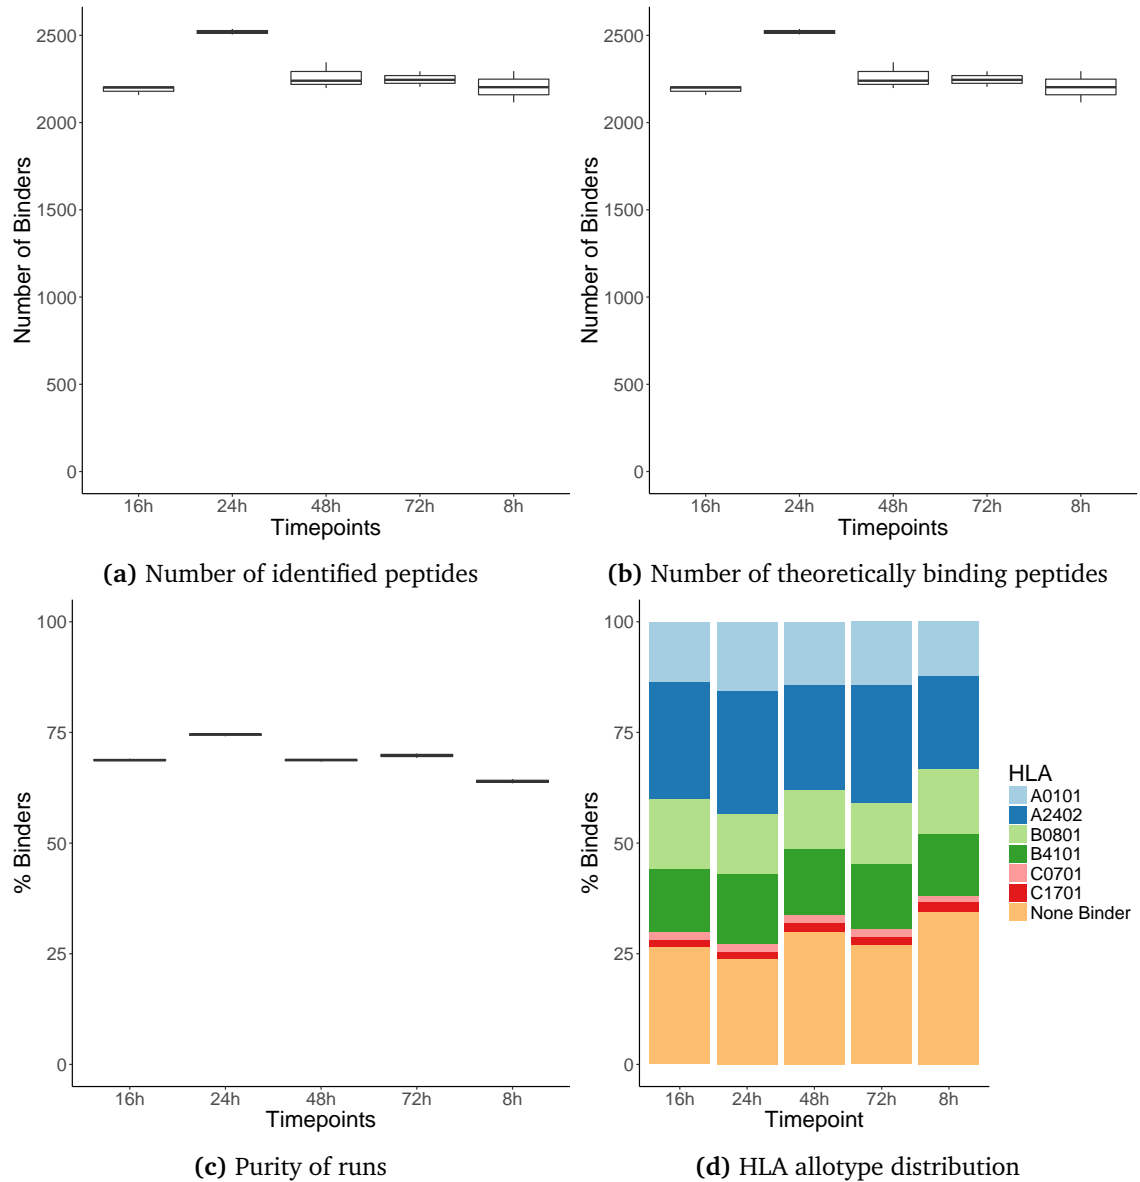 Number of Binders
2500
2000
1500
1000
500
0
16h 24h 48h 72h 8h
Timepoints
(a) Number of identified peptides
Number of Binders
2500
2000
1500
1000
500
0
16h 24h 48h 72h 8h
Timepoints
(b) Number of theoretically binding peptides
% Binders
100
75
50
25
0
16h 24h 48h 72h 8h
Timepoints
(c) Purity of runs
% Binders
100
75
50
25
0
16h 24h 48h 72h 8h
Timepoint
HLA
A0101
A2402
B0801
B4101
C0701
C1701
None Binder
(d) HLA allotype distribution